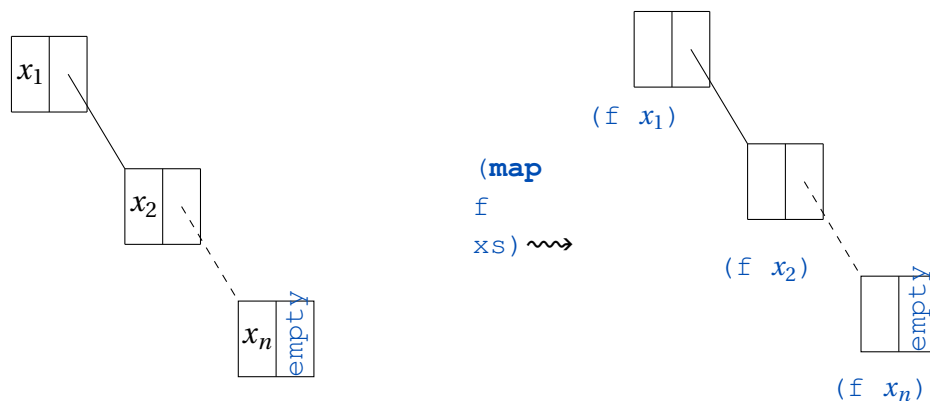 x₁
x₂
xₙ
empty
(map
f
xs) ⇝
(f x₁)
(f x₂)
empty
(f xₙ)